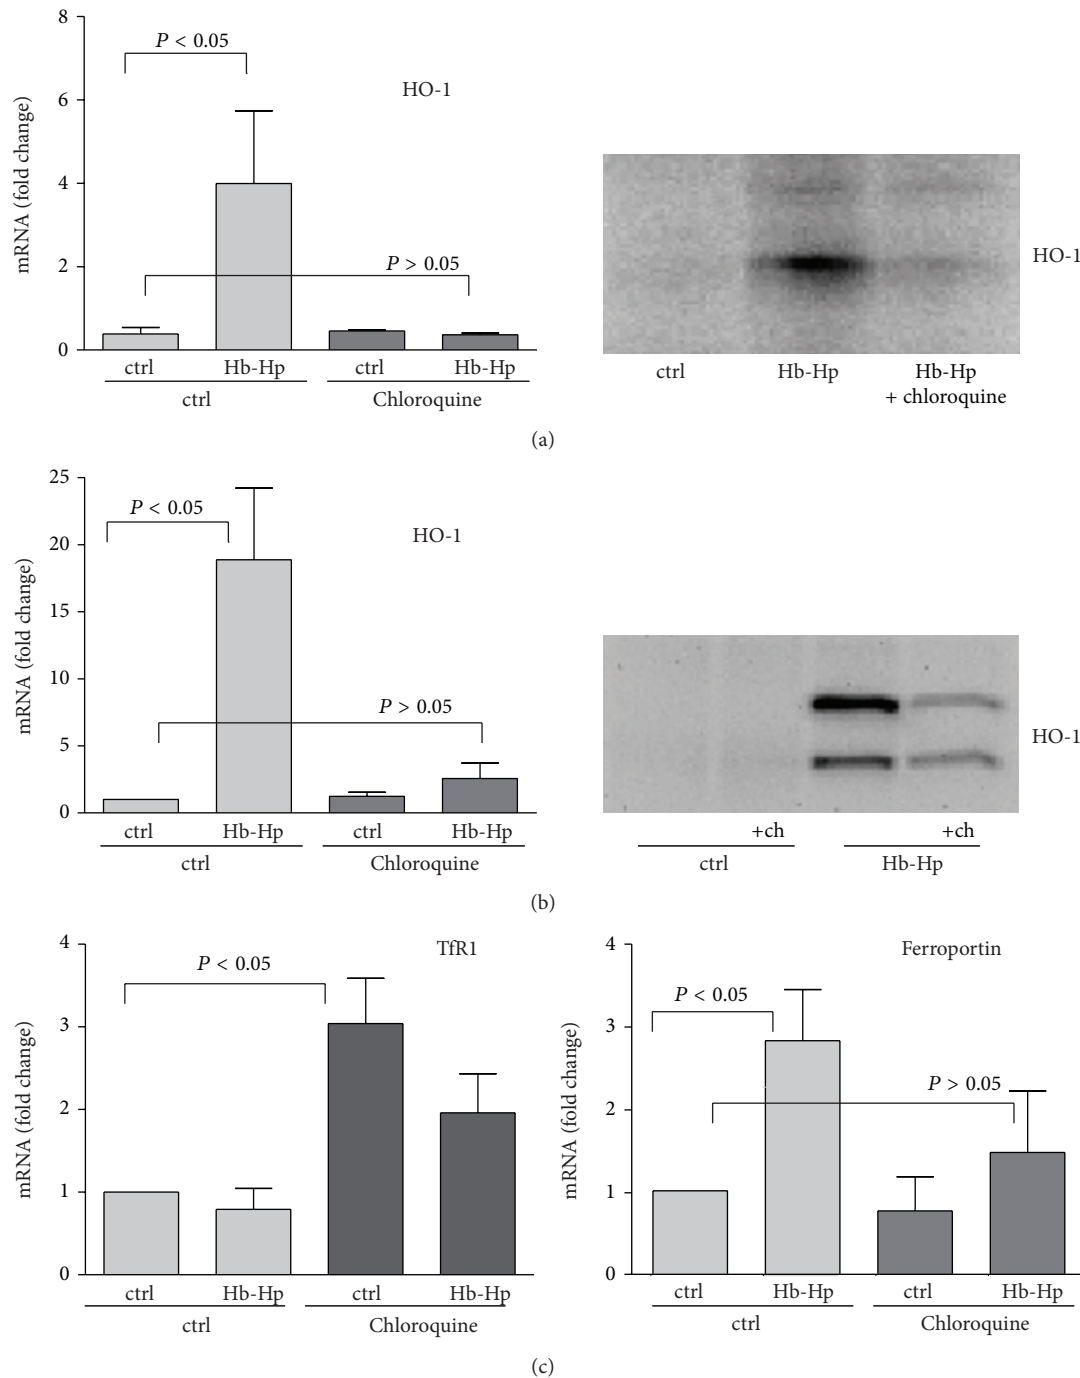 8
6
4
2
0
mRNA (fold change)
P < 0.05
HO-1
P > 0.05
ctrl Hb-Hp ctrl Hb-Hp
ctrl Chloroquine
HO-1
ctrl Hb-Hp Hb-Hp
+ chloroquine
(a)
25
20
15
10
5
0
mRNA (fold change)
P < 0.05
HO-1
P > 0.05
ctrl Hb-Hp ctrl Hb-Hp
ctrl Chloroquine
HO-1
+ch +ch
ctrl Hb-Hp
(b)
4
3
2
1
0
mRNA (fold change)
TfR1
P < 0.05
ctrl Hb-Hp ctrl Hb-Hp
ctrl Chloroquine
4
3
2
1
0
mRNA (fold change)
Ferroportin
P < 0.05
P > 0.05
ctrl Hb-Hp ctrl Hb-Hp
ctrl Chloroquine
(c)